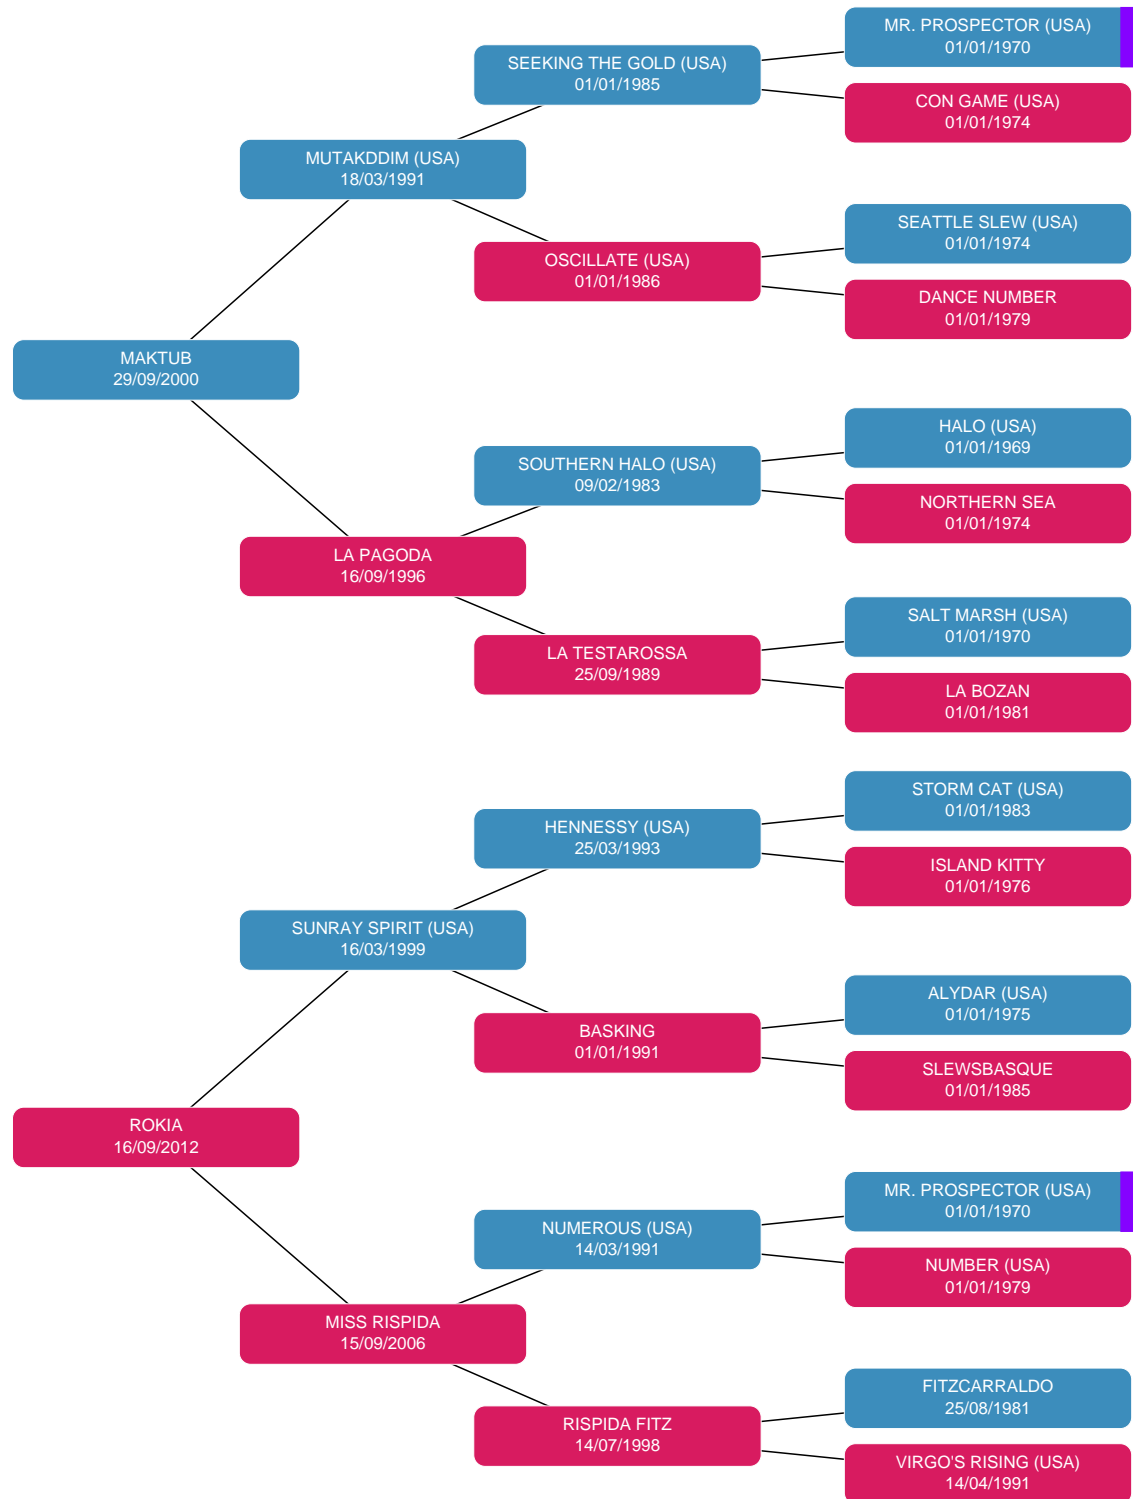 MR. PROSPECTOR (USA)
01/01/1970
SEEKING THE GOLD (USA)
01/01/1985
CON GAME (USA)
01/01/1974
MUTAKDDIM (USA)
18/03/1991
SEATTLE SLEW (USA)
01/01/1974
OSCILLATE (USA)
01/01/1986
DANCE NUMBER
01/01/1979
MAKTUB
29/09/2000
HALO (USA)
01/01/1969
SOUTHERN HALO (USA)
09/02/1983
NORTHERN SEA
01/01/1974
LA PAGODA
16/09/1996
SALT MARSH (USA)
01/01/1970
LA TESTAROSSA
25/09/1989
LA BOZAN
01/01/1981
STORM CAT (USA)
01/01/1983
HENNESSY (USA)
25/03/1993
ISLAND KITTY
01/01/1976
SUNRAY SPIRIT (USA)
16/03/1999
ALYDAR (USA)
01/01/1975
BASKING
01/01/1991
SLEWSBASQUE
01/01/1985
ROKIA
16/09/2012
MR. PROSPECTOR (USA)
01/01/1970
NUMEROUS (USA)
14/03/1991
NUMBER (USA)
01/01/1979
MISS RISPIDA
15/09/2006
FITZCARRALDO
25/08/1981
RISPIDA FITZ
14/07/1998
VIRGO'S RISING (USA)
14/04/1991